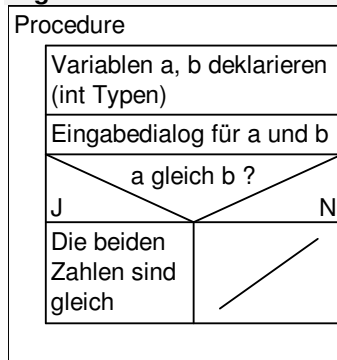 Procedure
Variablen a, b deklarieren
(int Typen)
Eingabedialog für a und b
a gleich b ?
J
N
Die beiden
Zahlen sind
gleich